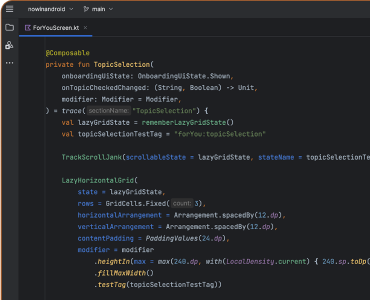 nowinandroid main
ForYouScreen.kt
@Composable
private fun TopicSelection(
onboardingUiState: OnboardingUiState.Shown,
onTopicCheckedChanged: (String, Boolean) -> Unit,
modifier: Modifier = Modifier,
) = trace( sectionName: "TopicSelection") {
val lazyGridState = rememberLazyGridState()
val topicSelectionTestTag = "forYou:topicSelection"
TrackScrollJank(scrollableState = lazyGridState, stateName = topicSelectionTe
LazyHorizontalGrid(
state = lazyGridState,
rows = GridCells.Fixed( count: 3),
horizontalArrangement = Arrangement.spacedBy(12.dp),
verticalArrangement = Arrangement.spacedBy(12.dp),
contentPadding = PaddingValues(24.dp),
modifier = modifier
.heightIn(max = max(240.dp, with(LocalDensity.current) { 240.sp.toDp(
.fillMaxWidth()
.testTag(topicSelectionTestTag))